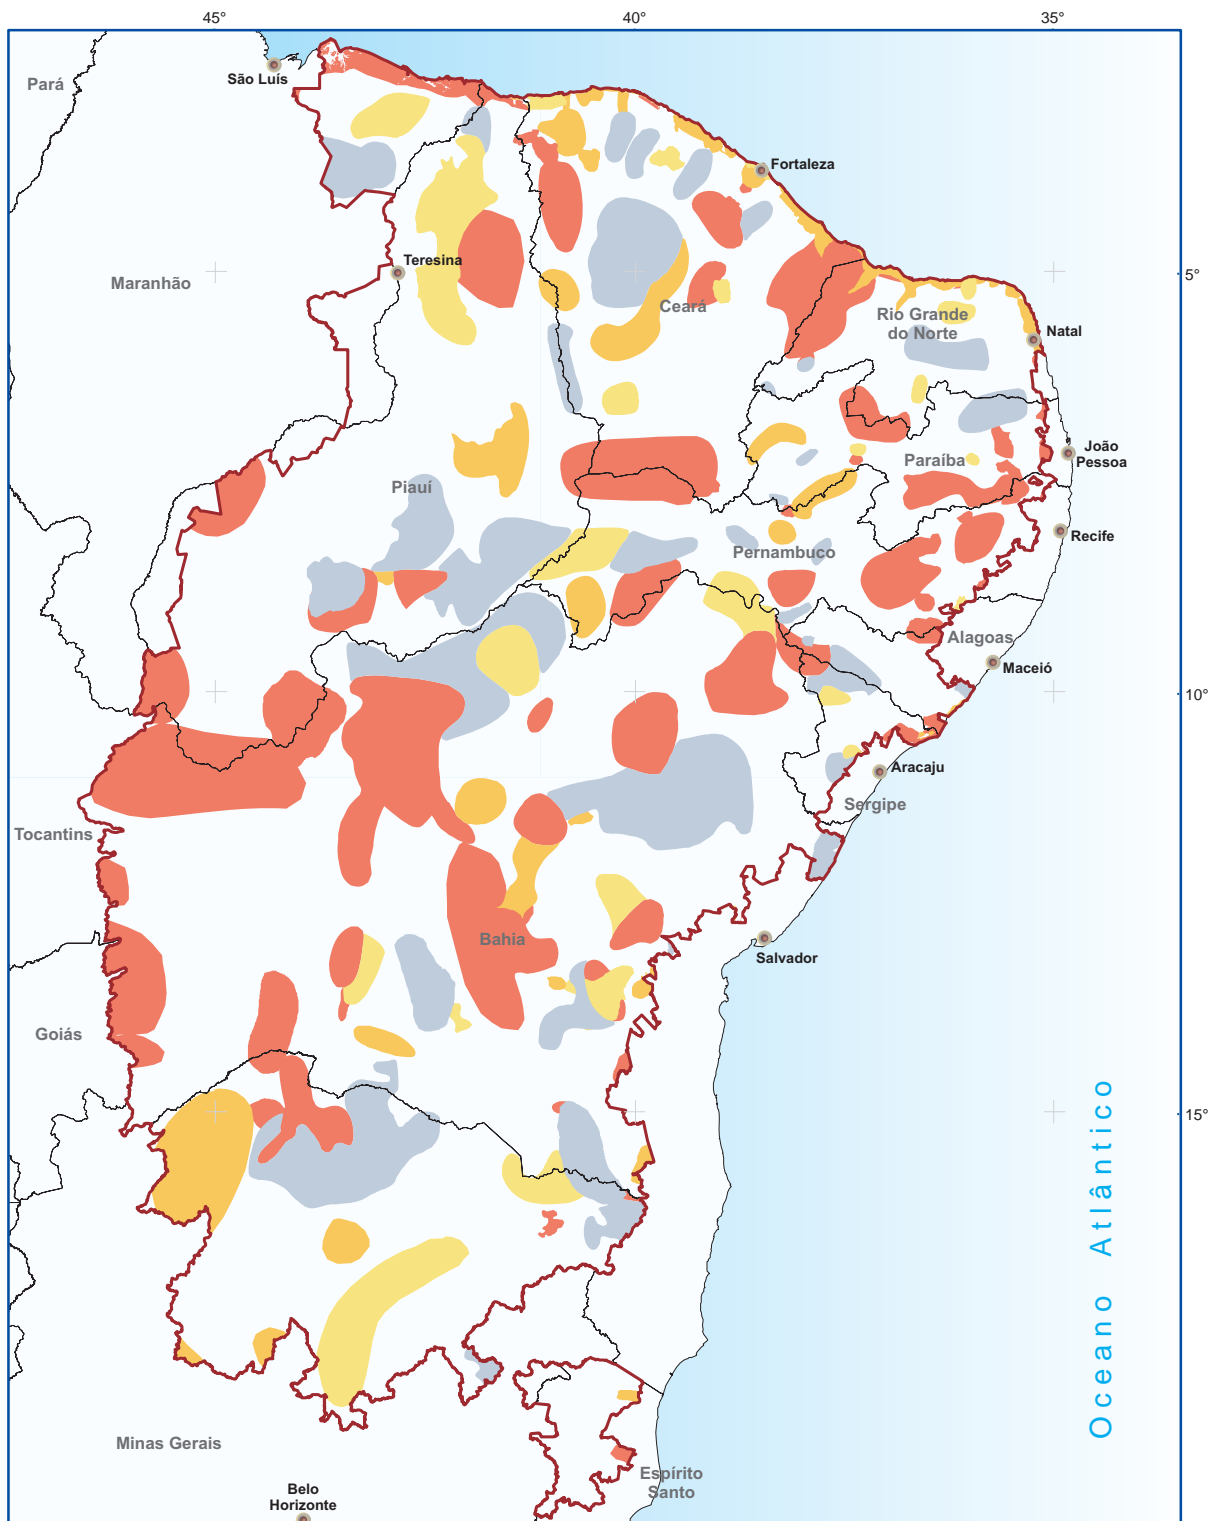 45°
40°
35°
São Luís
Pará
Fortaleza
Teresina
5°
Maranhão
Ceará
Rio Grande
do Norte
Natal
João
Pessoa
Paraíba
Piauí
Recife
Pernambuco
Alagoas
Maceió
10°
Aracaju
Sergipe
Tocantins
Bahia
Salvador
Goiás
15°
Oceano Atlântico
Minas Gerais
Espírito
Santo
Belo
Horizonte